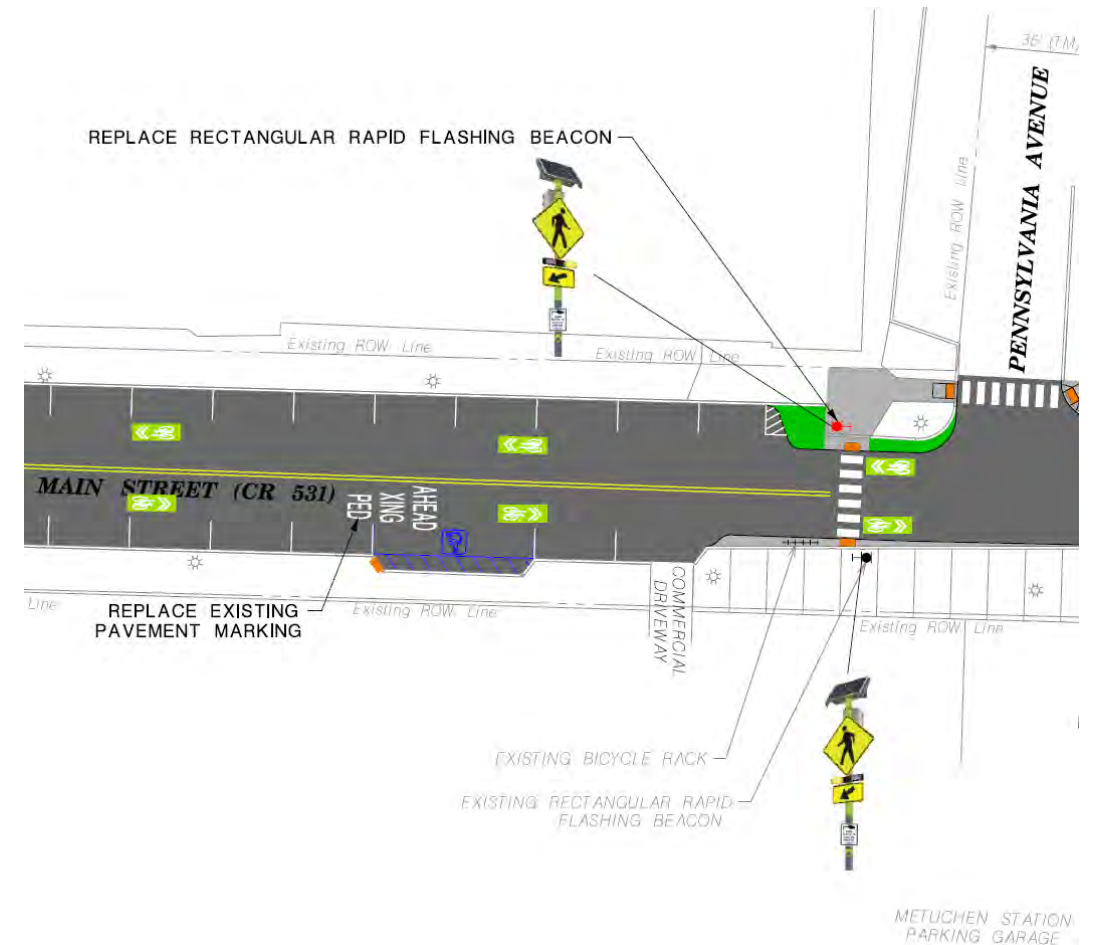 36' (T.M.
PENNSYLVANIA AVENUE
Existing ROW Line
REPLACE RECTANGULAR RAPID FLASHING BEACON
Existing ROW Line
Existing ROW Line
MAIN STREET (CR 531)
AHEAD
XING
PED
REPLACE EXISTING
PAVEMENT MARKING
Line
Existing ROW Line
COMMERCIAL
DRIVEWAY
Existing ROW Line
EXISTING BICYCLE RACK
EXISTING RECTANGULAR RAPID
FLASHING BEACON
METUCHEN STATION
PARKING GARAGE